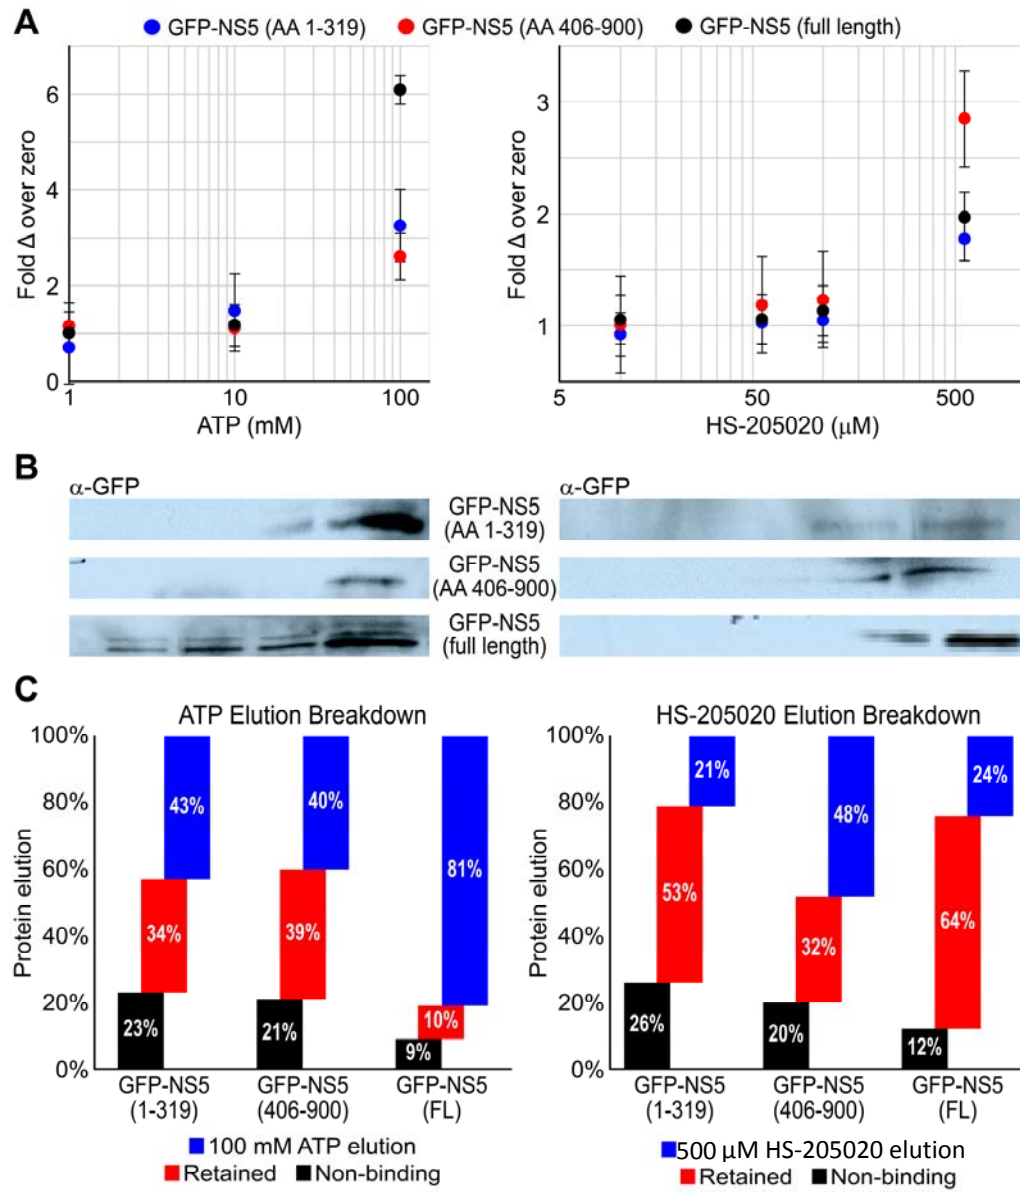 A
GFP-NS5 (AA 1-319) GFP-NS5 (AA 406-900) GFP-NS5 (full length)
Fold Δ over zero
6
4
2
0
1 10 100
ATP (mM)
Fold Δ over zero
3
2
1
5 50 500
HS-205020 (μM)
B
α-GFP α-GFP
GFP-NS5
(AA 1-319)
GFP-NS5
(AA 406-900)
GFP-NS5
(full length)
C
ATP Elution Breakdown
Protein elution
100%
80%
60%
40%
20%
0%
43% 40% 81%
34% 39% 10%
23% 21% 9%
GFP-NS5 GFP-NS5 GFP-NS5
(1-319) (406-900) (FL)
100 mM ATP elution
Retained Non-binding
HS-205020 Elution Breakdown
Protein elution
100%
80%
60%
40%
20%
0%
21% 48% 24%
53% 32% 64%
26% 20% 12%
GFP-NS5 GFP-NS5 GFP-NS5
(1-319) (406-900) (FL)
500 μM HS-205020 elution
Retained Non-binding